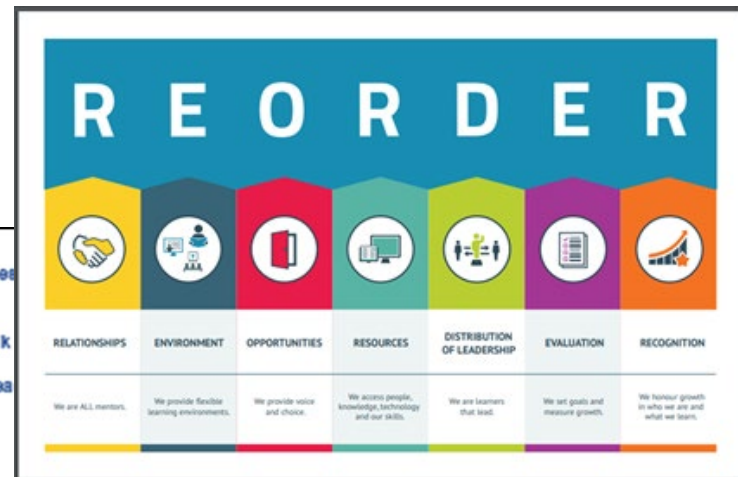 REORDER
RELATIONSHIPS
We are ALL mentors.
ENVIRONMENT
We provide flexible
learning environments.
OPPORTUNITIES
We provide voice
and choice.
RESOURCES
We access people,
knowledge, technology
and our skills.
DISTRIBUTION
OF LEADERSHIP
We are learners
that lead.
EVALUATION
We set goals and
measure growth.
RECOGNITION
We honour growth
in who we are and
what we learn.